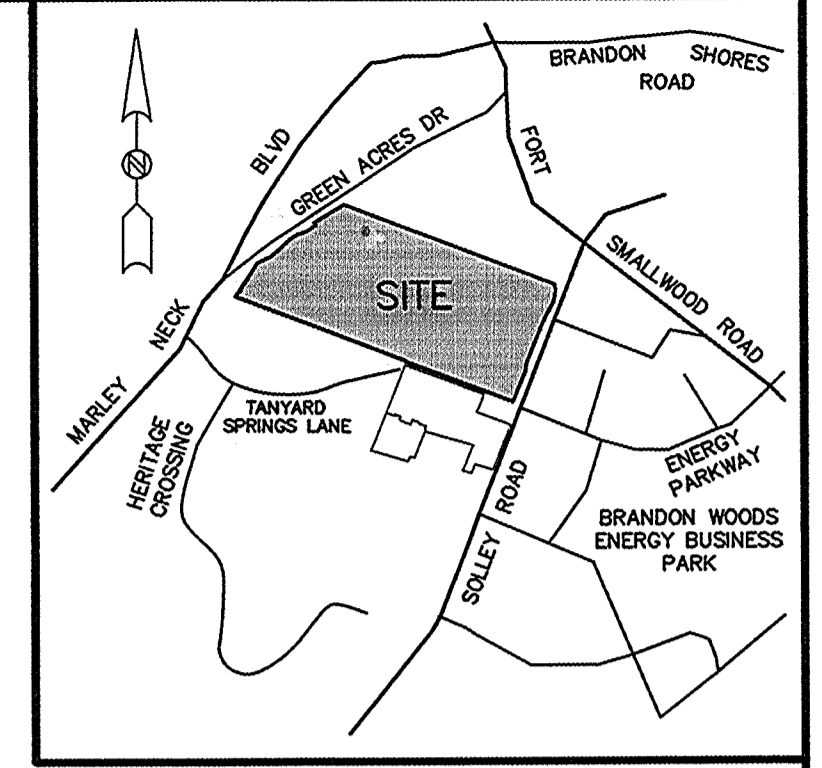 BRANDON SHORES
ROAD
BLVD
GREEN ACRES DR
FORT
N
SITE
SMALLWOOD ROAD
NECK
MARLEY
TANYARD
SPRINGS LANE
HERITAGE
CROSSING
ENERGY
PARKWAY
ROAD
BRANDON WOODS
ENERGY BUSINESS
PARK
SOLLEY